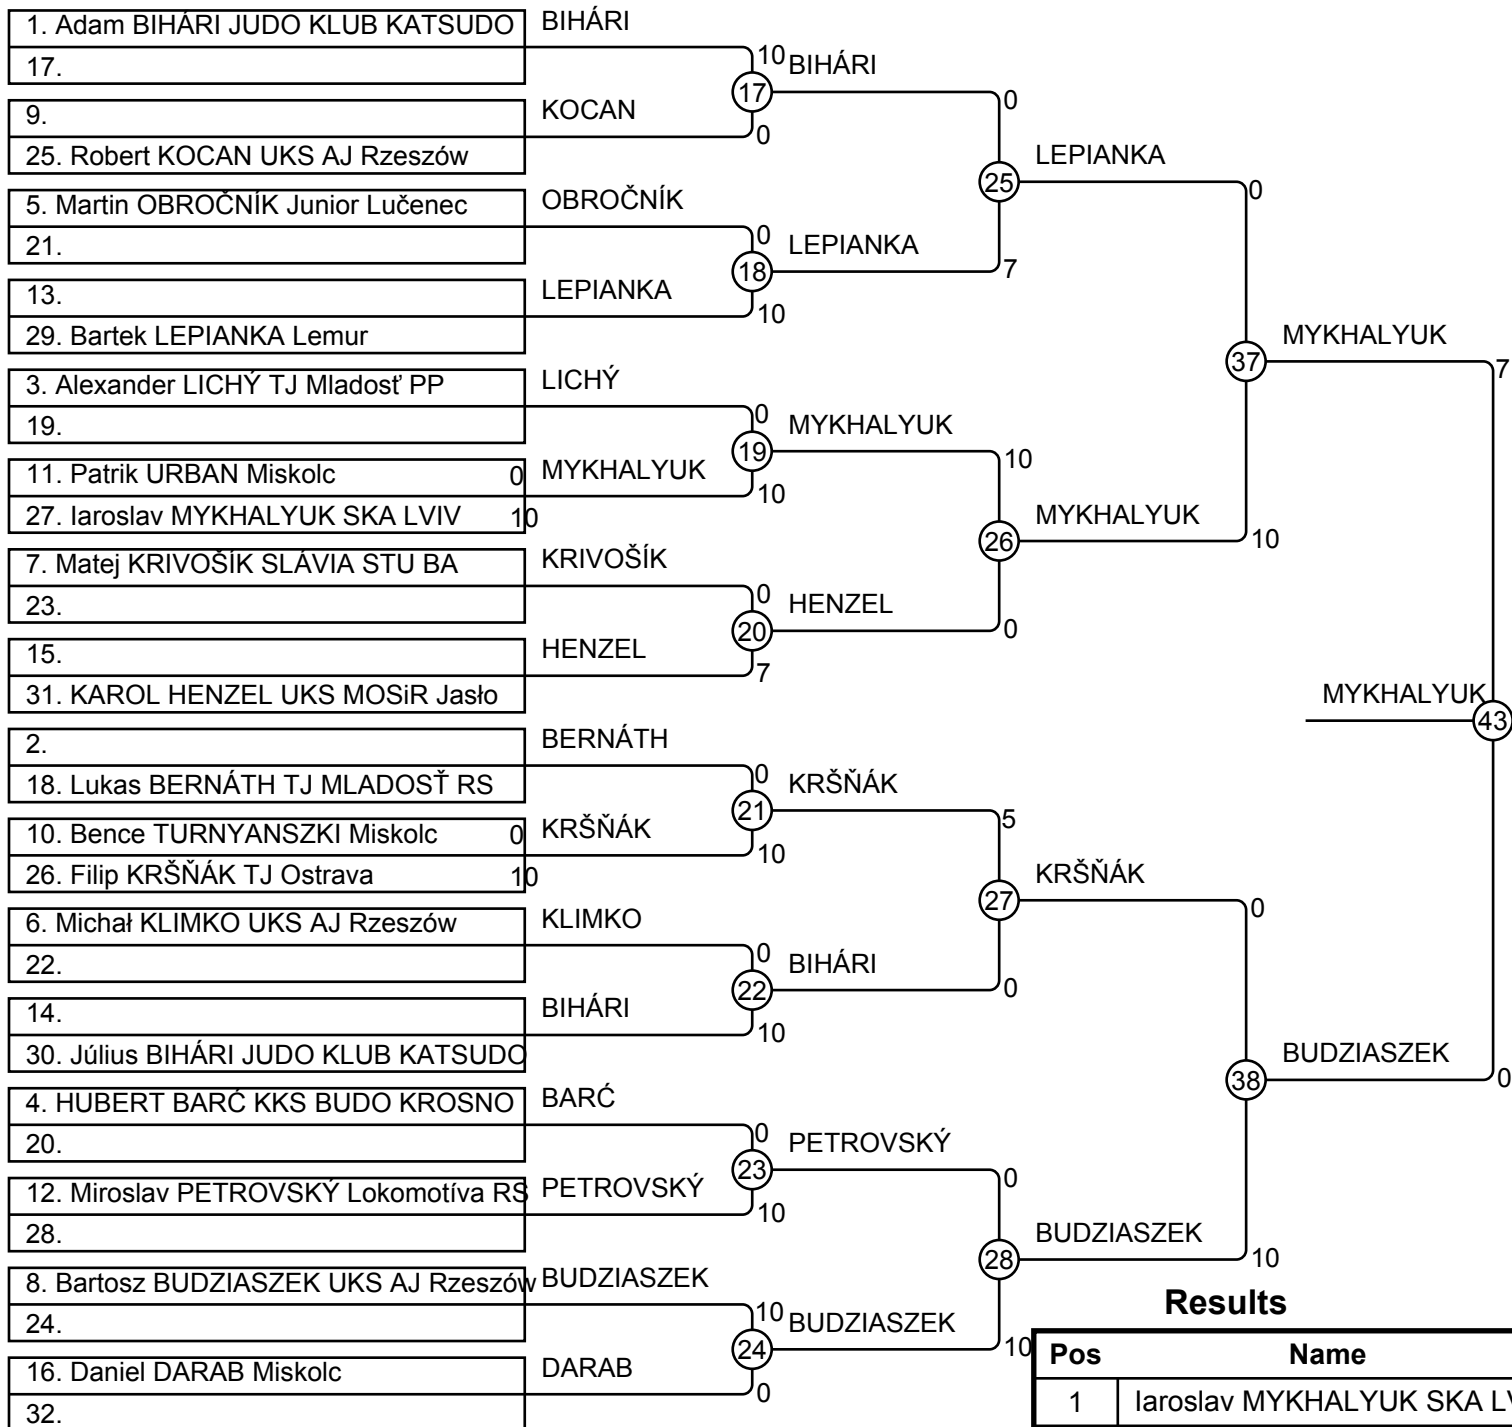 1. Adam BIHÁRI JUDO KLUB KATSUDO
17.
9.
25. Robert KOCAN UKS AJ Rzeszów
5. Martin OBROČNÍK Junior Lučenec
21.
13.
29. Bartek LEPIANKA Lemur
3. Alexander LICHÝ TJ Mladosť PP
19.
11. Patrik URBAN Miskolc 0
27. Iaroslav MYKHALYUK SKA LVIV 10
7. Matej KRIVOŠÍK SLÁVIA STU BA
23.
15.
31. KAROL HENZEL UKS MOSiR Jasło
2.
18. Lukas BERNÁTH TJ MLADOSŤ RS
10. Bence TURNYANSZKI Miskolc 0
26. Filip KRŠŇÁK TJ Ostrava 10
6. Michał KLIMKO UKS AJ Rzeszów
22.
14.
30. Július BIHÁRI JUDO KLUB KATSUDO
4. HUBERT BARĆ KKS BUDO KROSNO
20.
12. Miroslav PETROVSKÝ Lokomotíva RS
28.
8. Bartosz BUDZIASZEK UKS AJ Rzeszów
24.
16. Daniel DARAB Miskolc
32.
BIHÁRI
10
17
KOCAN
0
OBROČNÍK
0
18
LEPIANKA
10
LICHÝ
0
19
MYKHALYUK
10
KRIVOŠÍK
0
20
HENZEL
7
BERNÁTH
0
21
KRŠŇÁK
10
KLIMKO
0
22
BIHÁRI
10
BARĆ
0
23
PETROVSKÝ
10
BUDZIASZEK
10
24
DARAB
0
BIHÁRI
0
25
LEPIANKA
7
MYKHALYUK
10
26
HENZEL
0
KRŠŇÁK
5
27
BIHÁRI
0
PETROVSKÝ
0
28
BUDZIASZEK
10
LEPIANKA
0
37
MYKHALYUK
10
KRŠŇÁK
0
38
BUDZIASZEK
10
MYKHALYUK
7
MYKHALYUK
43
BUDZIASZEK
0
Results
Pos Name
1 Iaroslav MYKHALYUK SKA